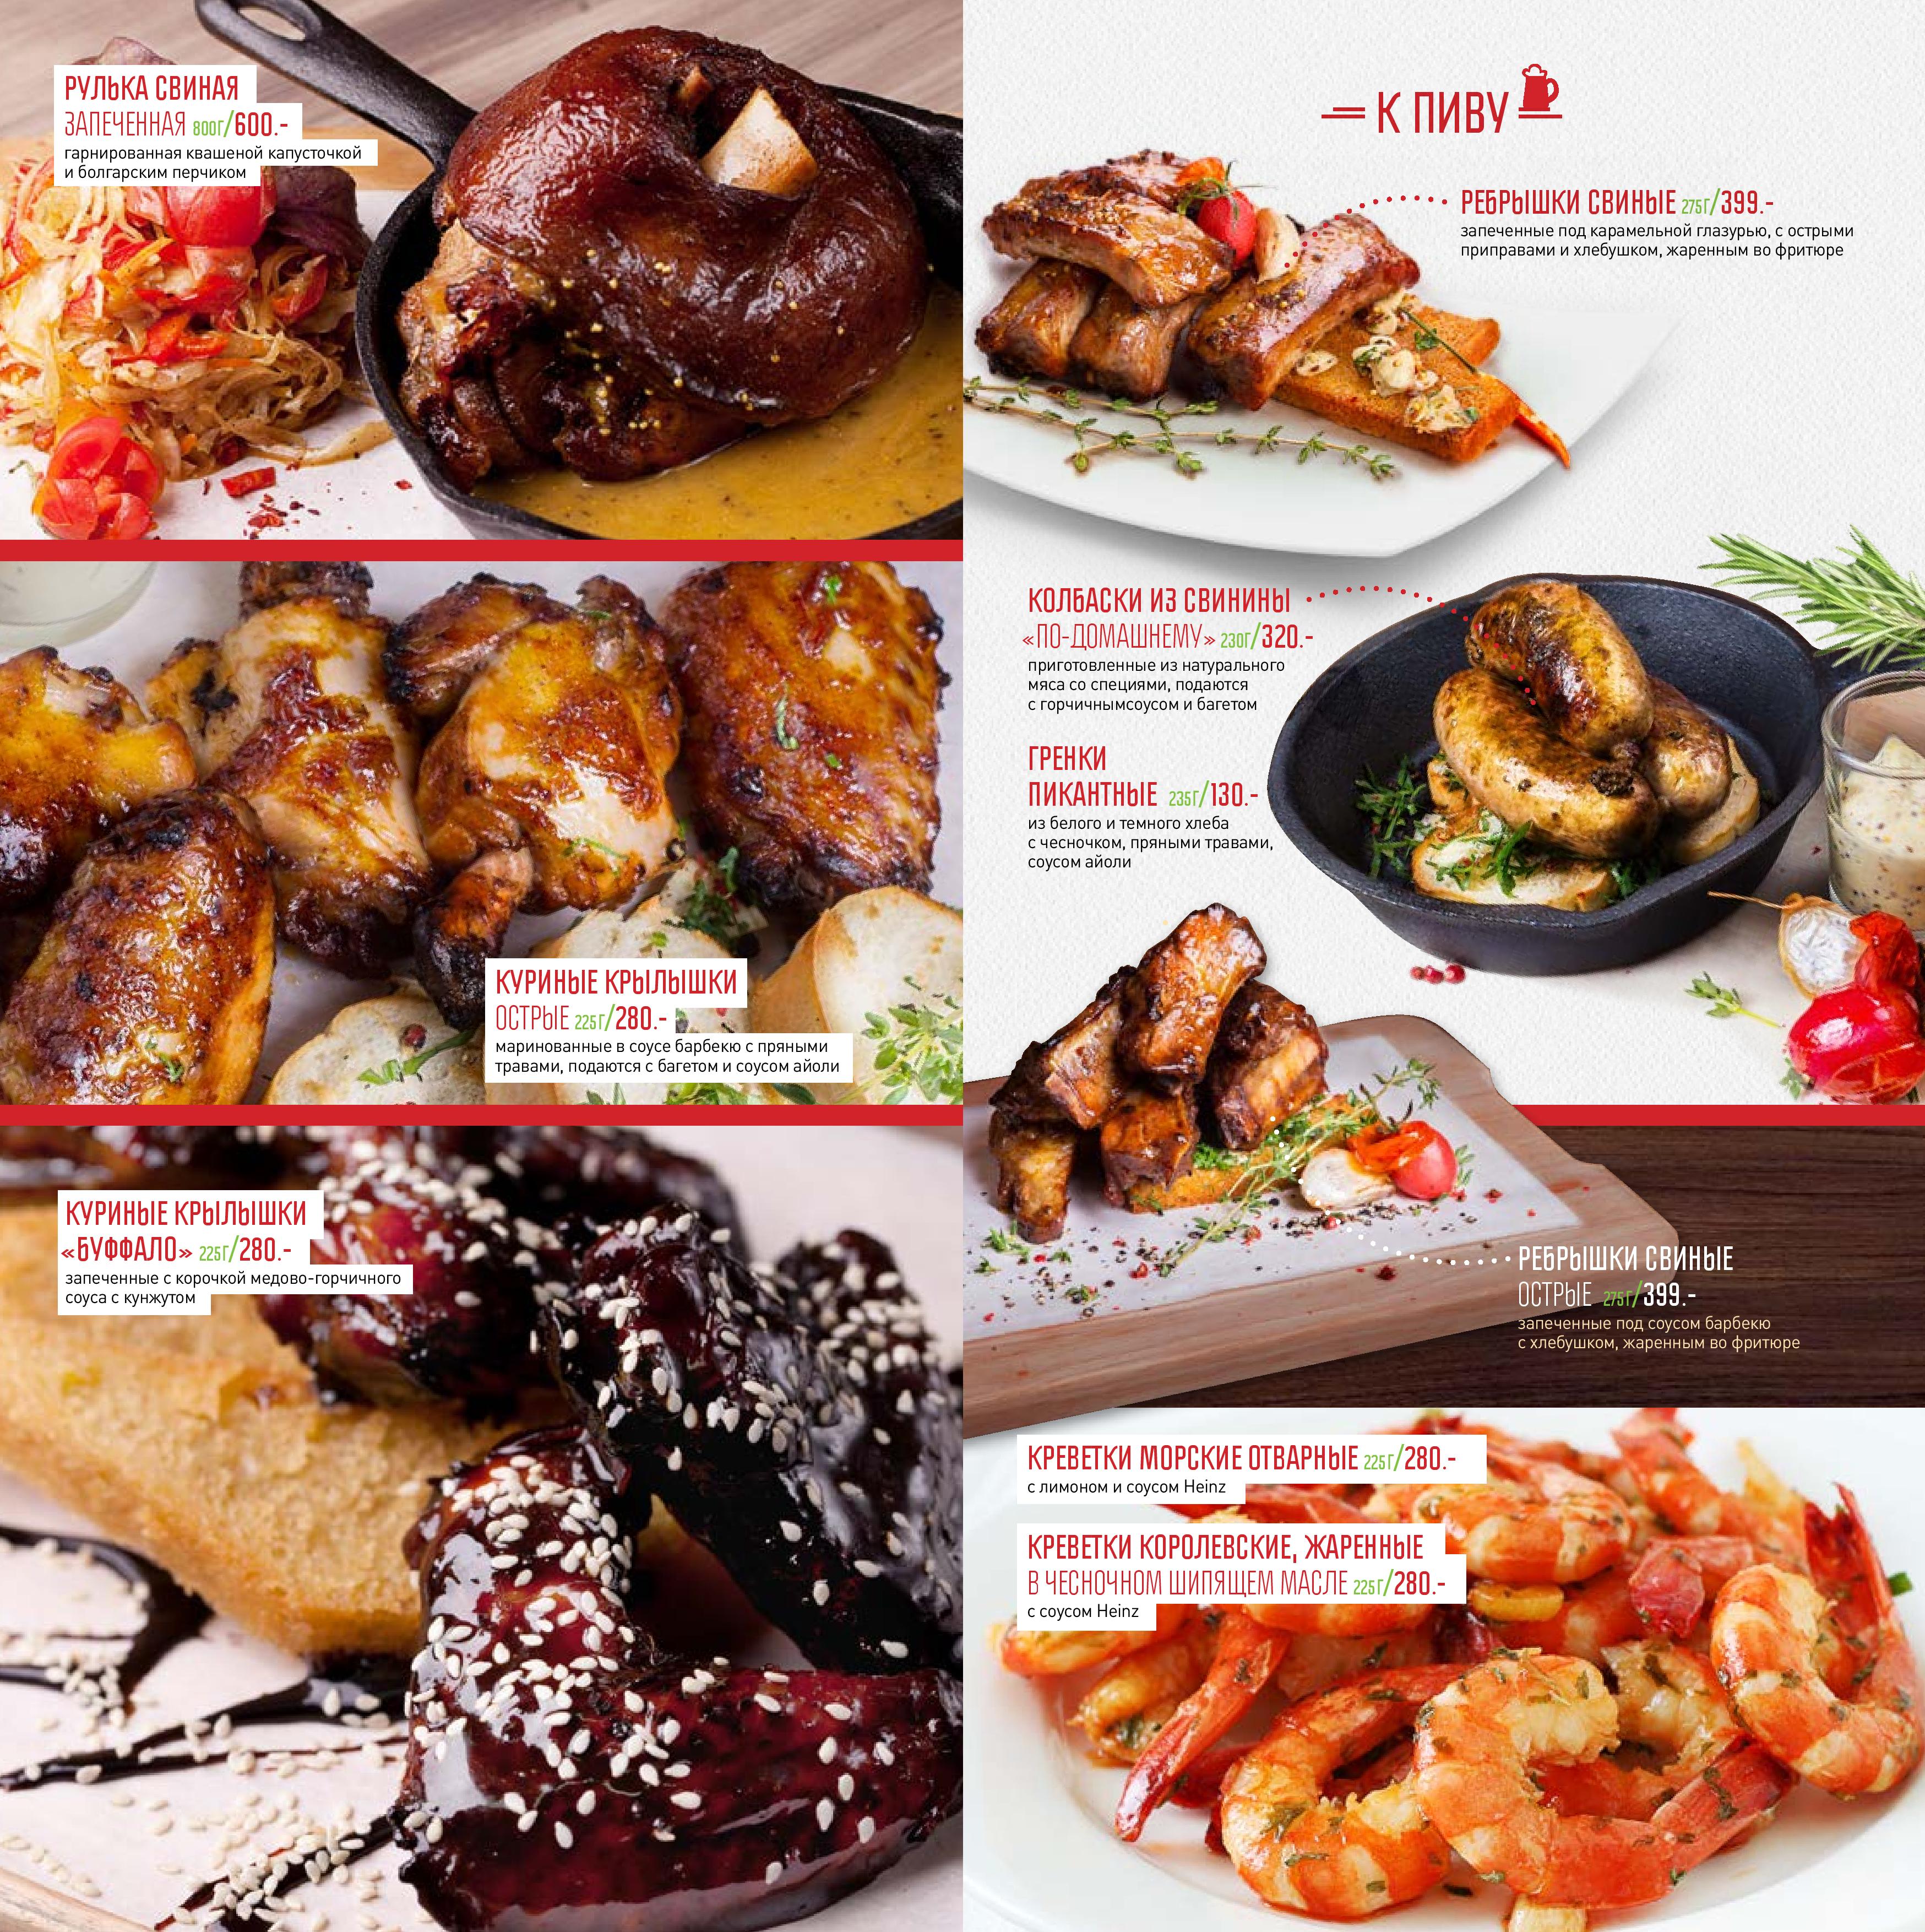 РУЛЬКА СВИНАЯ
ЗАПЕЧЕННАЯ 800Г/600.-
гарнированная квашеной капусточкой
и болгарским перчиком
КУРИНЫЕ КРЫЛЫШКИ
ОСТРЫЕ 225Г/280.-
маринованные в соусе барбекю с пряными
травами, подаются с багетом и соусом айоли
КУРИНЫЕ КРЫЛЫШКИ
«БУФФАЛО» 225Г/280.-
запеченные с корочкой медово-горчичного
соуса с кунжутом
К ПИВУ
РЕБРЫШКИ СВИНЫЕ 275Г/399.-
запеченные под карамельной глазурью, с острыми
приправами и хлебушком, жаренным во фритюре
КОЛБАСКИ ИЗ СВИНИНЫ
«ПО-ДОМАШНЕМУ» 230Г/320.-
приготовленные из натурального
мяса со специями, подаются
с горчичнымсоусом и багетом
ГРЕНКИ
ПИКАНТНЫЕ 235Г/130.-
из белого и темного хлеба
с чесночком, пряными травами,
соусом айоли
РЕБРЫШКИ СВИНЫЕ
ОСТРЫЕ 275Г/399.-
запеченные под соусом барбекю
с хлебушком, жаренным во фритюре
КРЕВЕТКИ МОРСКИЕ ОТВАРНЫЕ 225Г/280.-
с лимоном и соусом Heinz
КРЕВЕТКИ КОРОЛЕВСКИЕ, ЖАРЕННЫЕ
В ЧЕСНОЧНОМ ШИПЯЩЕМ МАСЛЕ 225Г/280.-
с соусом Heinz